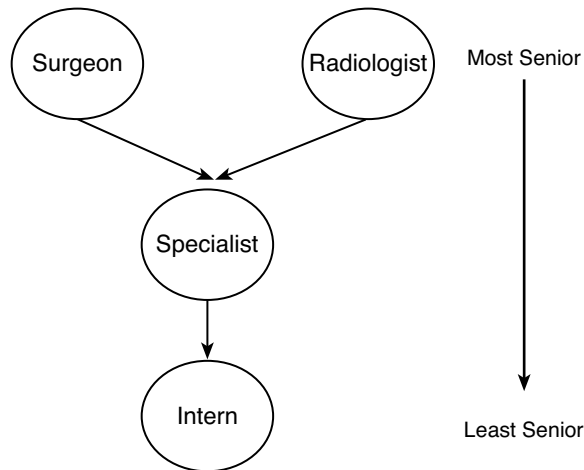 Surgeon
Radiologist
Most Senior
Specialist
Intern
Least Senior